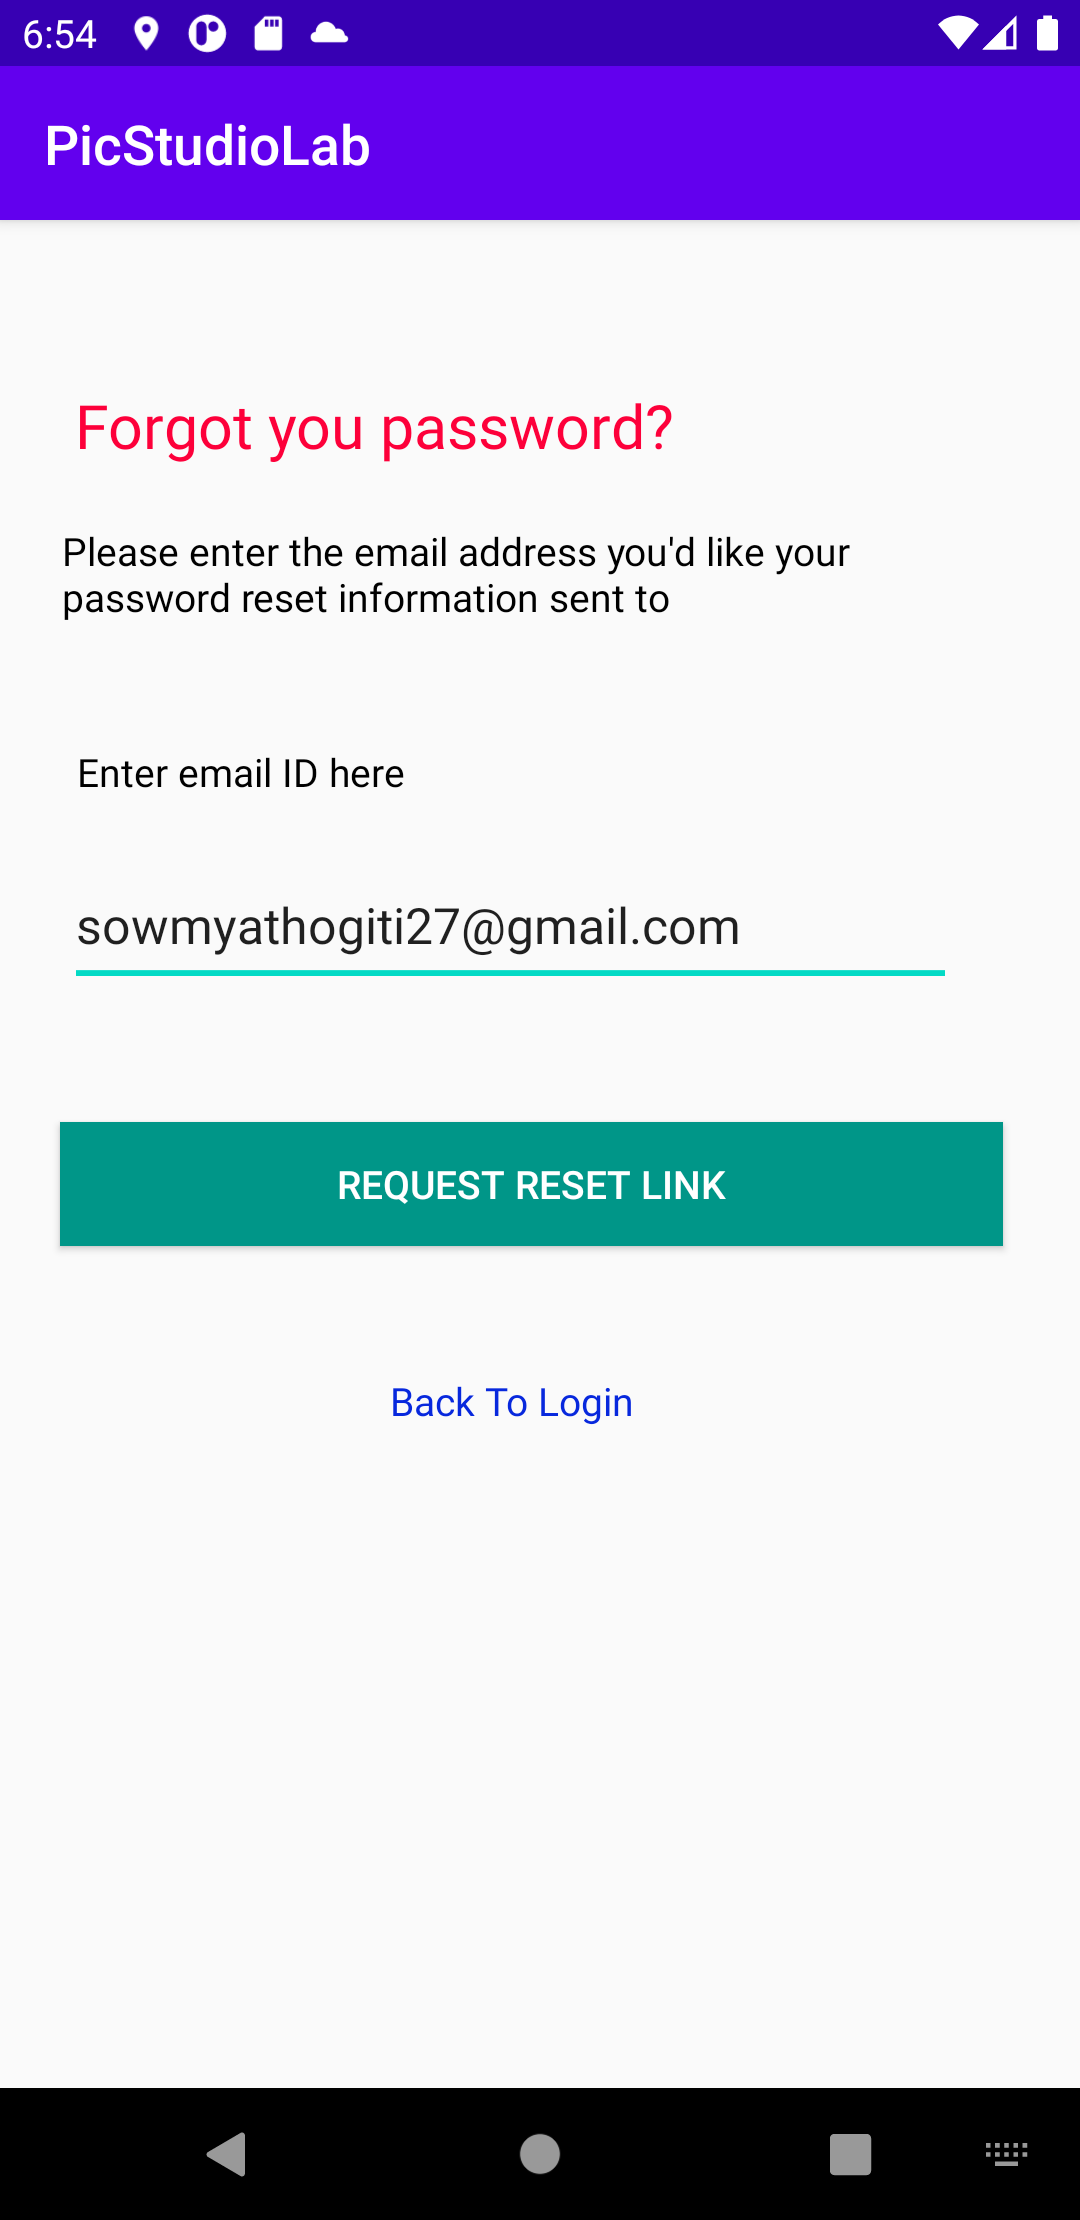 6:54
PicStudioLab
Forgot you password?
Please enter the email address you'd like your
password reset information sent to
Enter email ID here
sowmyathogiti27@gmail.com
REQUEST RESET LINK
Back To Login